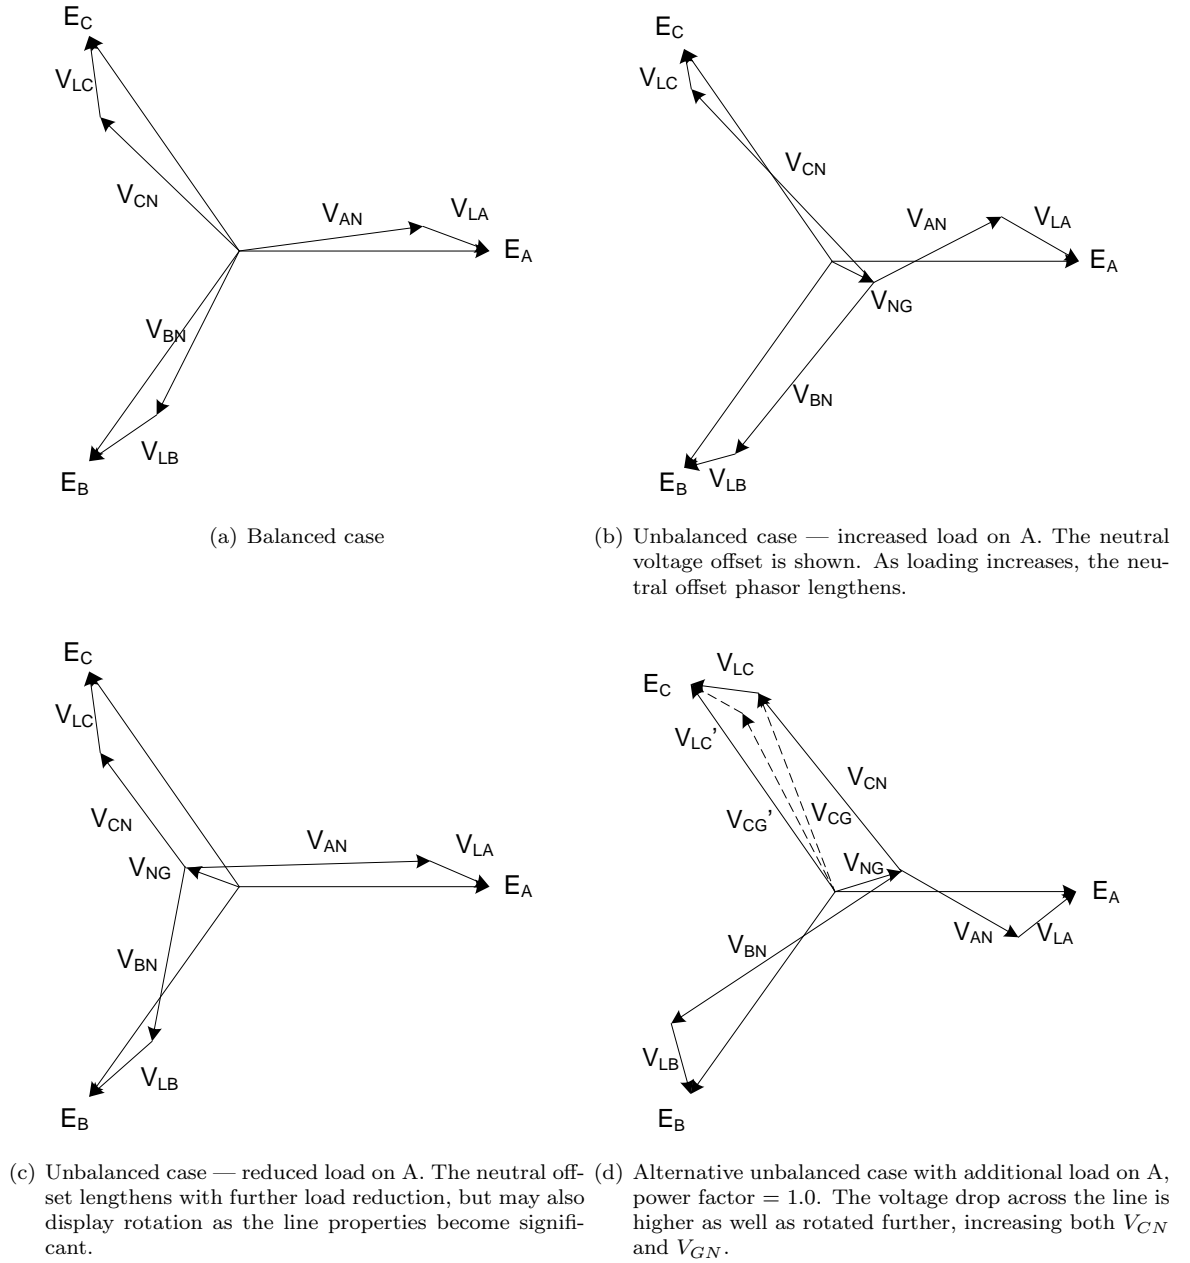 E_C
V_LC
V_CN
V_AN
V_LA
E_A
V_BN
V_LB
E_B
(a) Balanced case
E_C
V_LC
V_CN
V_AN
V_LA
E_A
V_NG
V_BN
V_LB
E_B
(b) Unbalanced case — increased load on A. The neutral
voltage offset is shown. As loading increases, the neu-
tral offset phasor lengthens.
E_C
V_LC
V_CN
V_NG
V_AN
V_LA
E_A
V_BN
V_LB
E_B
(c) Unbalanced case — reduced load on A. The neutral off-
set lengthens with further load reduction, but may also
display rotation as the line properties become signifi-
cant.
V_LC
E_C
V_LC’
V_CN
V_CG’
V_CG
V_NG
E_A
V_AN
V_LA
V_BN
V_LB
E_B
(d) Alternative unbalanced case with additional load on A,
power factor = 1.0. The voltage drop across the line is
higher as well as rotated further, increasing both V_CN
and V_GN.